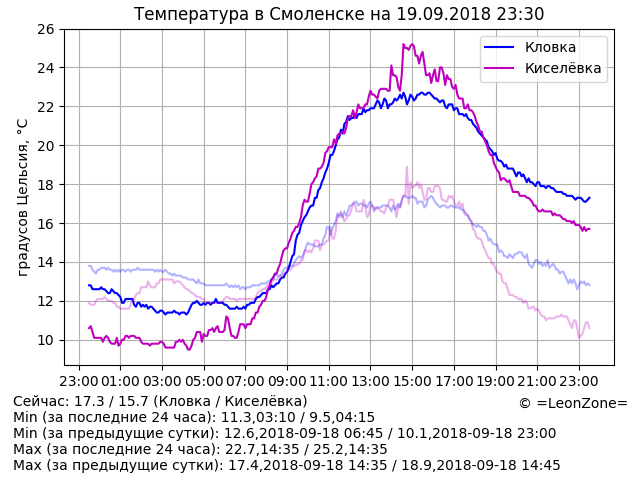 Температура в Смоленске на 19.09.2018 23:30
26
24
22
20
18
16
14
12
10
градусов Цельсия, °C
Кловка
Киселёвка
23:00 01:00 03:00 05:00 07:00 09:00 11:00 13:00 15:00 17:00 19:00 21:00 23:00
Сейчас: 17.3 / 15.7 (Кловка / Киселёвка)
© =LeonZone=
Min (за последние 24 часа): 11.3,03:10 / 9.5,04:15
Min (за предыдущие сутки): 12.6,2018-09-18 06:45 / 10.1,2018-09-18 23:00
Max (за последние 24 часа): 22.7,14:35 / 25.2,14:35
Max (за предыдущие сутки): 17.4,2018-09-18 14:35 / 18.9,2018-09-18 14:45